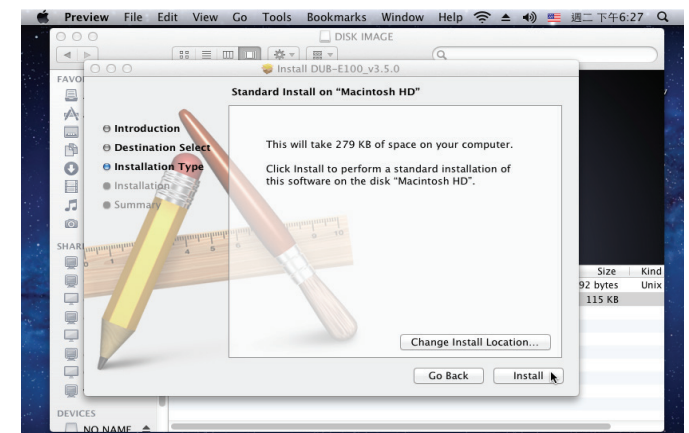 Preview File Edit View Go Tools Bookmarks Window Help 週二 下午6:27
DISK IMAGE
Install DUB-E100_v3.5.0
FAVO
Standard Install on “Macintosh HD”
Introduction
Destination Select
Installation Type
Installation
Summary
This will take 279 KB of space on your computer.
Click Install to perform a standard installation of
this software on the disk “Macintosh HD”.
SHAR
Size Kind
92 bytes Unix
115 KB
Change Install Location...
Go Back Install
DEVICES
NO NAME